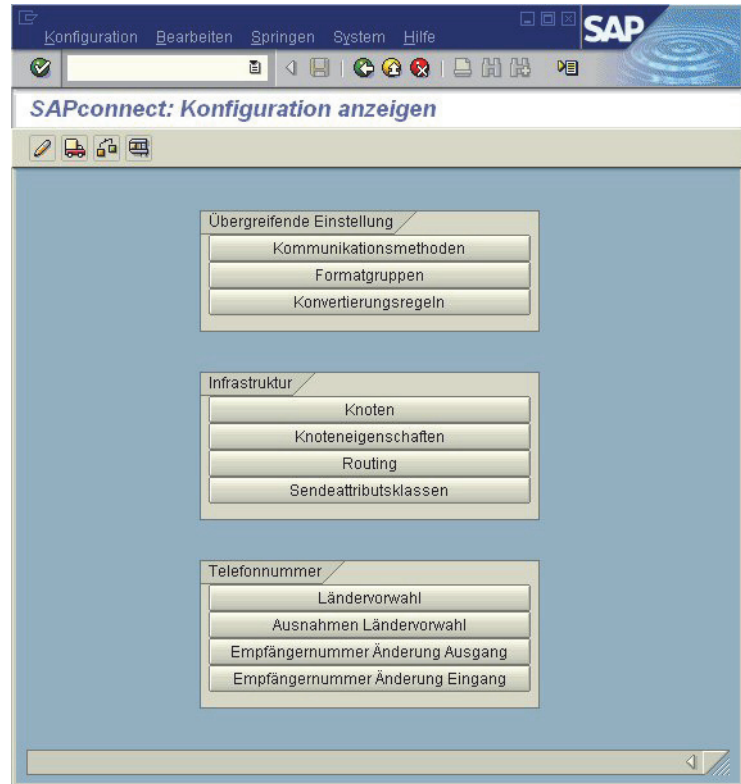 Konfiguration Bearbeiten Springen System Hilfe
SAP
SAPconnect: Konfiguration anzeigen
Übergreifende Einstellung
Kommunikationsmethoden
Formatgruppen
Konvertierungsregeln
Infrastruktur
Knoten
Knoteneigenschaften
Routing
Sendeattributsklassen
Telefonnummer
Ländervorwahl
Ausnahmen Ländervorwahl
Empfängernummer Änderung Ausgang
Empfängernummer Änderung Eingang